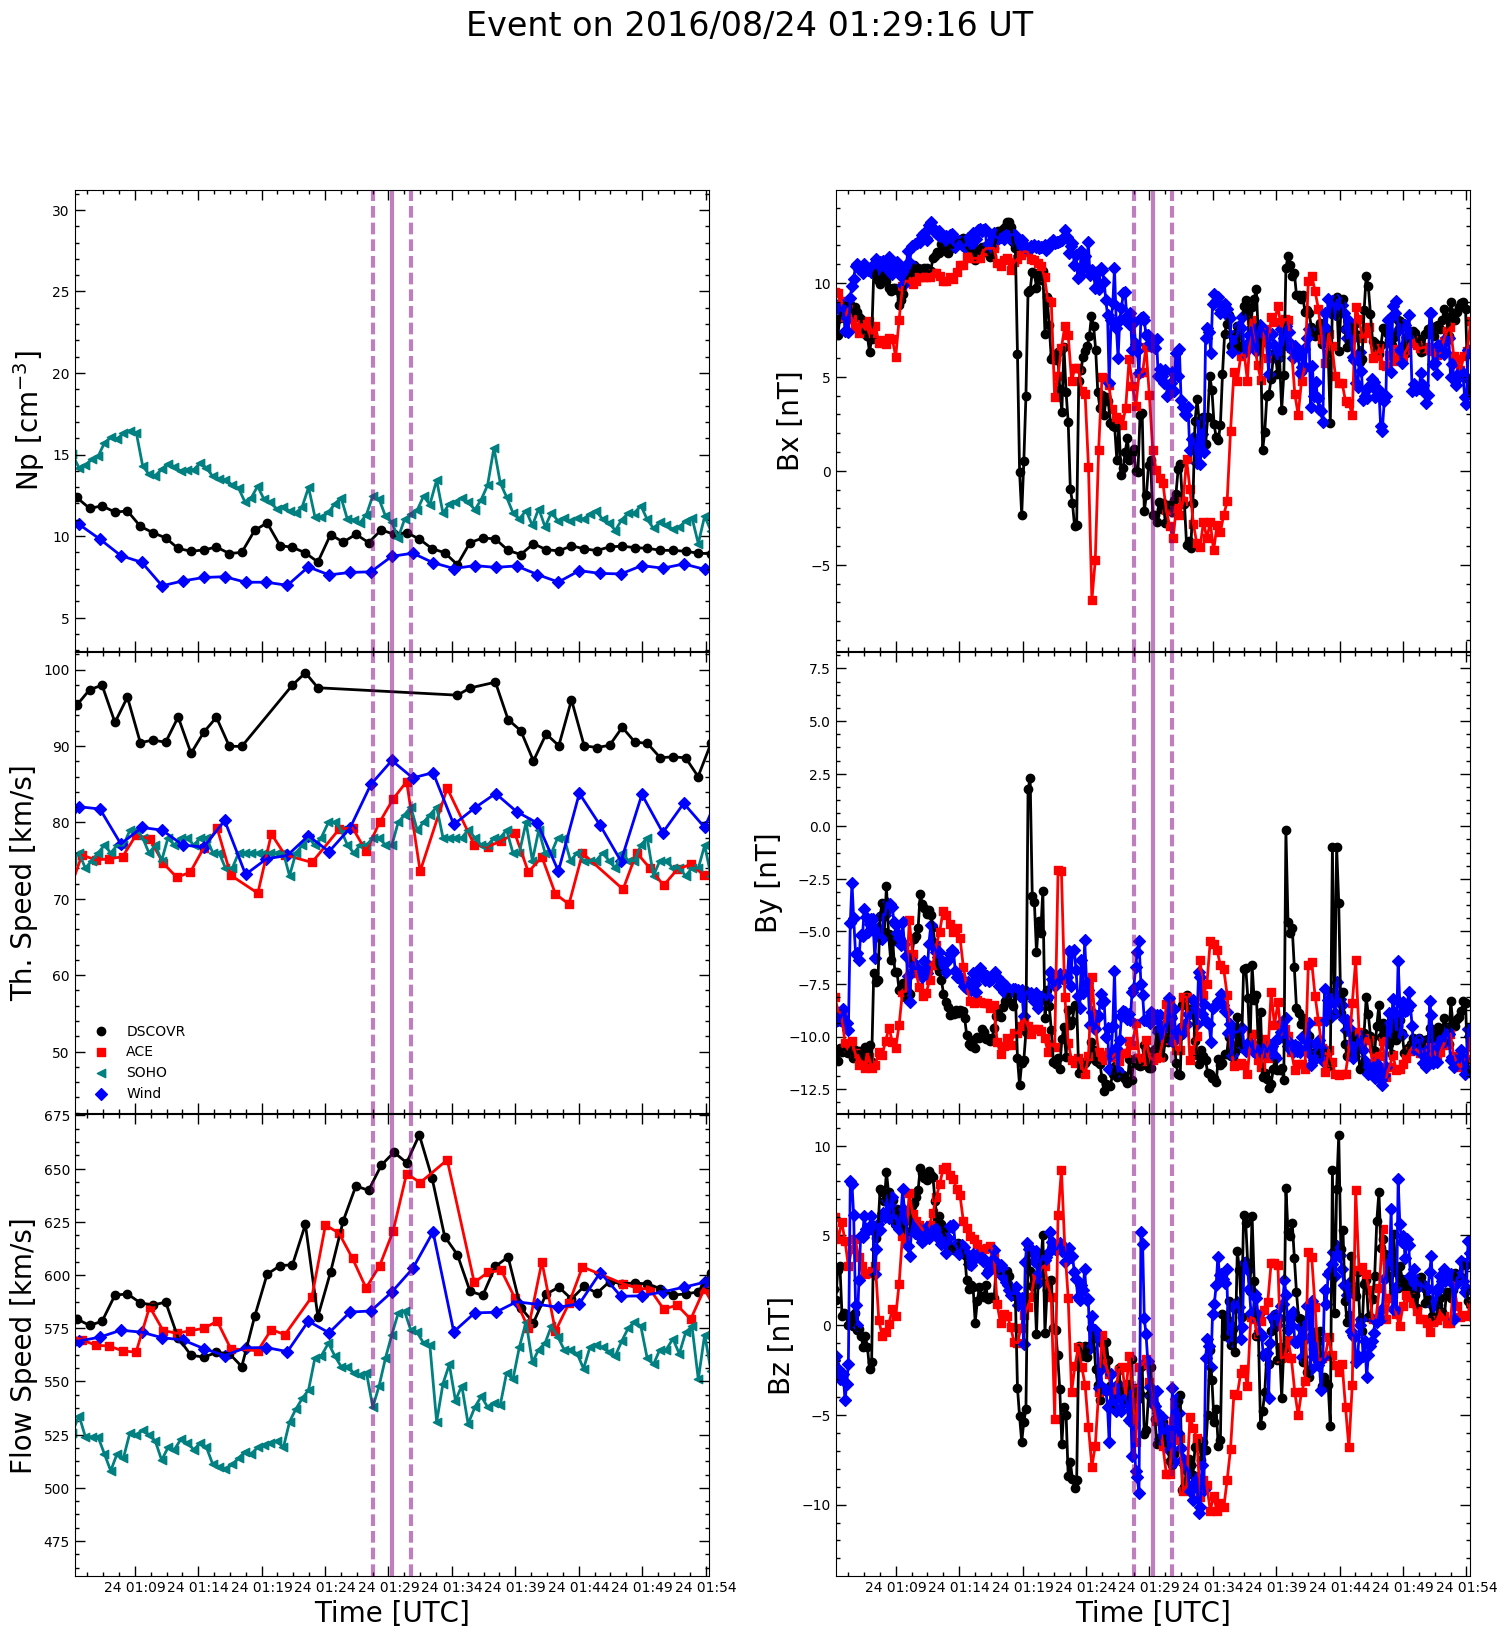 Event on 2016/08/24 01:29:16 UT
Np [cm⁻³]
30
25
20
15
10
5
Th. Speed [km/s]
100
90
80
70
60
50
DSCOVR
ACE
SOHO
Wind
Flow Speed [km/s]
675
650
625
600
575
550
525
500
475
24 01:09 24 01:14 24 01:19 24 01:24 24 01:29 24 01:34 24 01:39 24 01:44 24 01:49 24 01:54
Time [UTC]
Bx [nT]
10
5
0
−5
By [nT]
7.5
5.0
2.5
0.0
−2.5
−5.0
−7.5
−10.0
−12.5
Bz [nT]
10
5
0
−5
−10
24 01:09 24 01:14 24 01:19 24 01:24 24 01:29 24 01:34 24 01:39 24 01:44 24 01:49 24 01:54
Time [UTC]